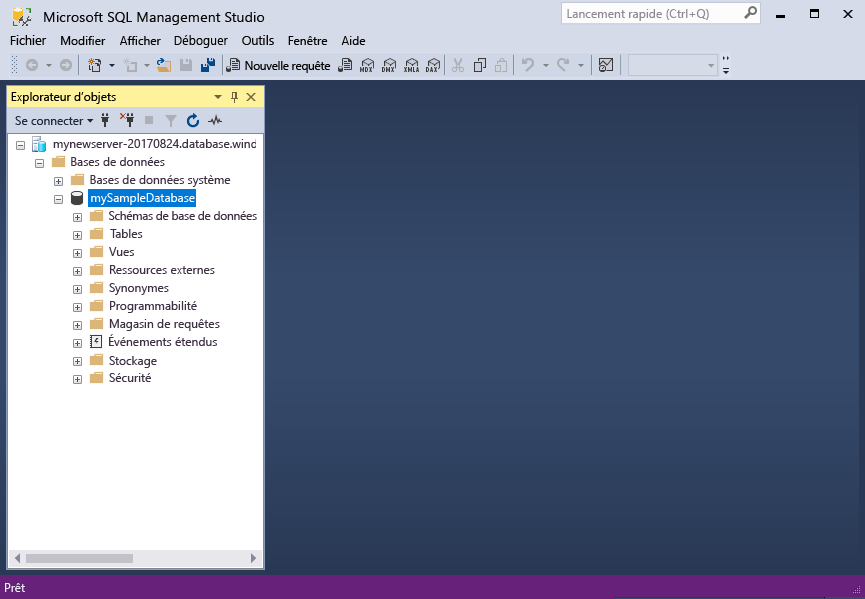 Microsoft SQL Management Studio
Lancement rapide (Ctrl+Q)
Fichier Modifier Afficher Déboguer Outils Fenêtre Aide
Nouvelle requête MDX DMX XMLA DAX
Explorateur d'objets
Se connecter
mynewserver-20170824.database.wind
Bases de données
Bases de données système
mySampleDatabase
Schémas de base de données
Tables
Vues
Ressources externes
Synonymes
Programmabilité
Magasin de requêtes
Événements étendus
Stockage
Sécurité
Prêt